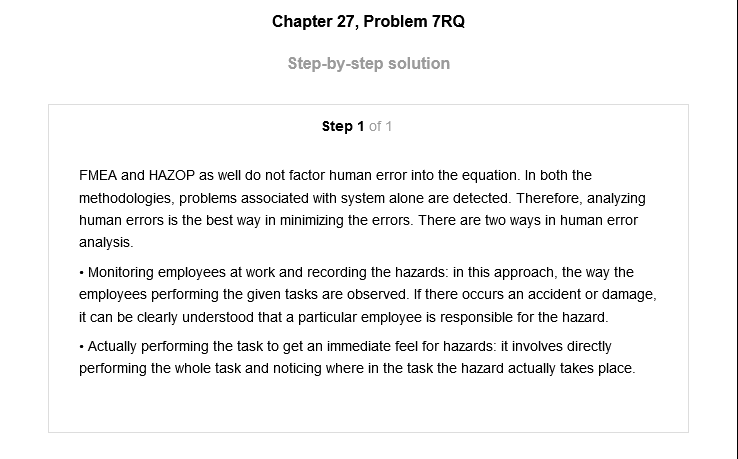 Chapter 27, Problem 7RQ
Step-by-step solution
Step 1 of 1
FMEA and HAZOP as well do not factor human error into the equation. In both the
methodologies, problems associated with system alone are detected. Therefore, analyzing
human errors is the best way in minimizing the errors. There are two ways in human error
analysis.
• Monitoring employees at work and recording the hazards: in this approach, the way the
employees performing the given tasks are observed. If there occurs an accident or damage,
it can be clearly understood that a particular employee is responsible for the hazard.
• Actually performing the task to get an immediate feel for hazards: it involves directly
performing the whole task and noticing where in the task the hazard actually takes place.